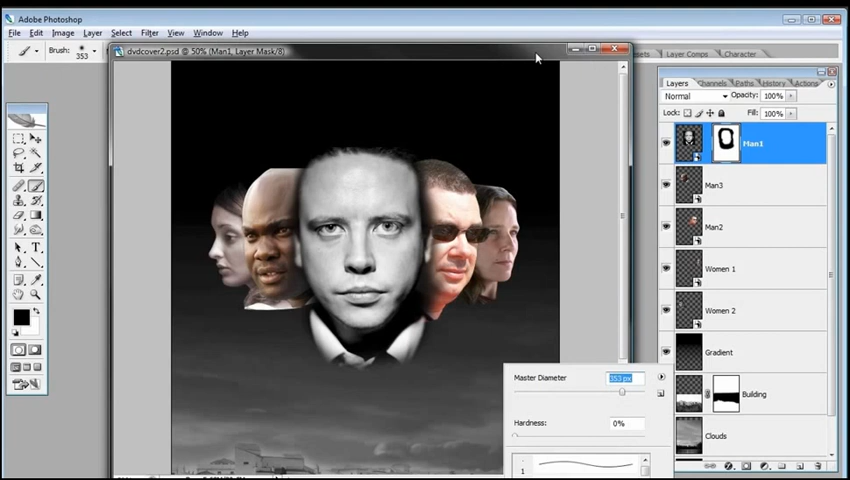 Adobe Photoshop
File Edit Image Layer Select Filter View Window Help
Brush: 353
dvdcover2.psd @ 50% (Man1, Layer Mask/8)
Layer Comps Character
Layers Channels Paths History Actions
Normal Opacity: 100%
Lock: Fill: 100%
Man1
Man3
Man2
Women 1
Women 2
Gradient
Building
Clouds
Master Diameter 353 px
Hardness: 0%
1